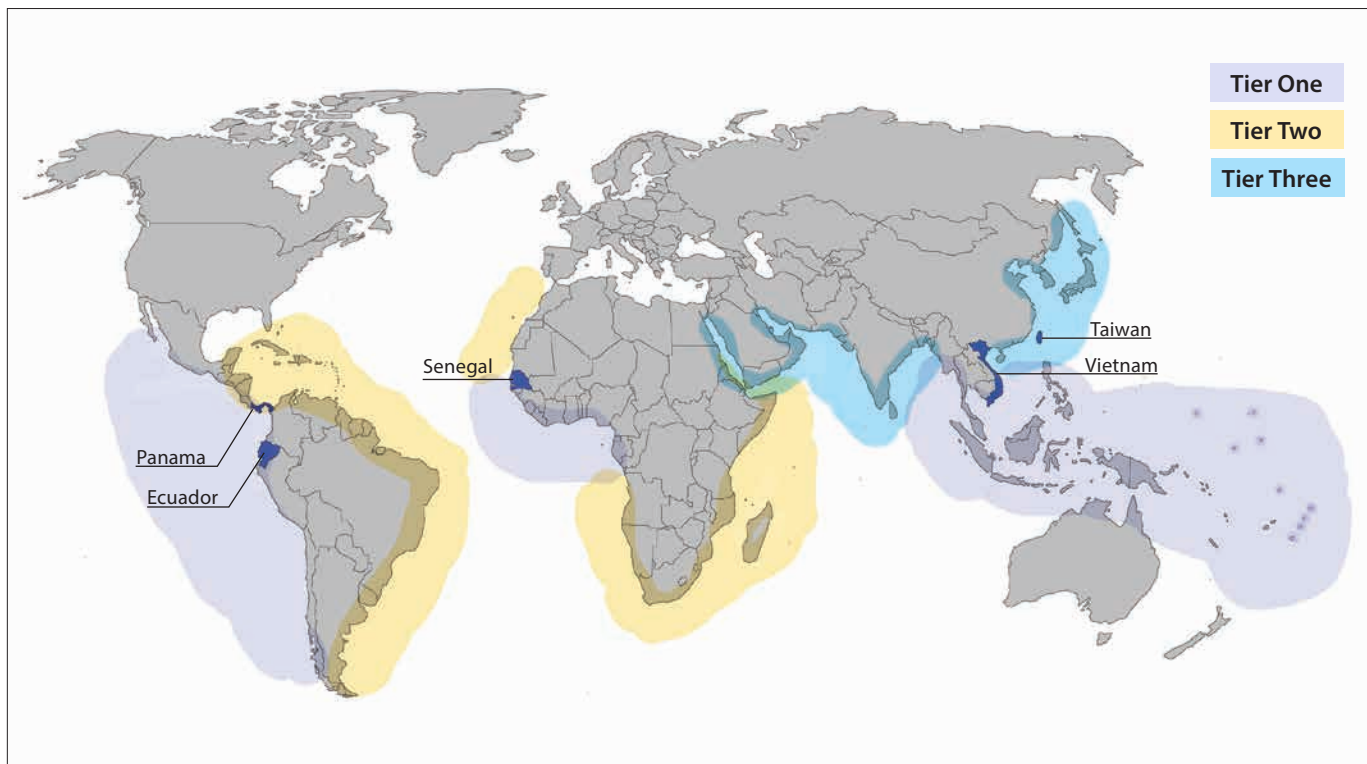 Tier One
Tier Two
Tier Three
Taiwan
Senegal
Vietnam
Panama
Ecuador